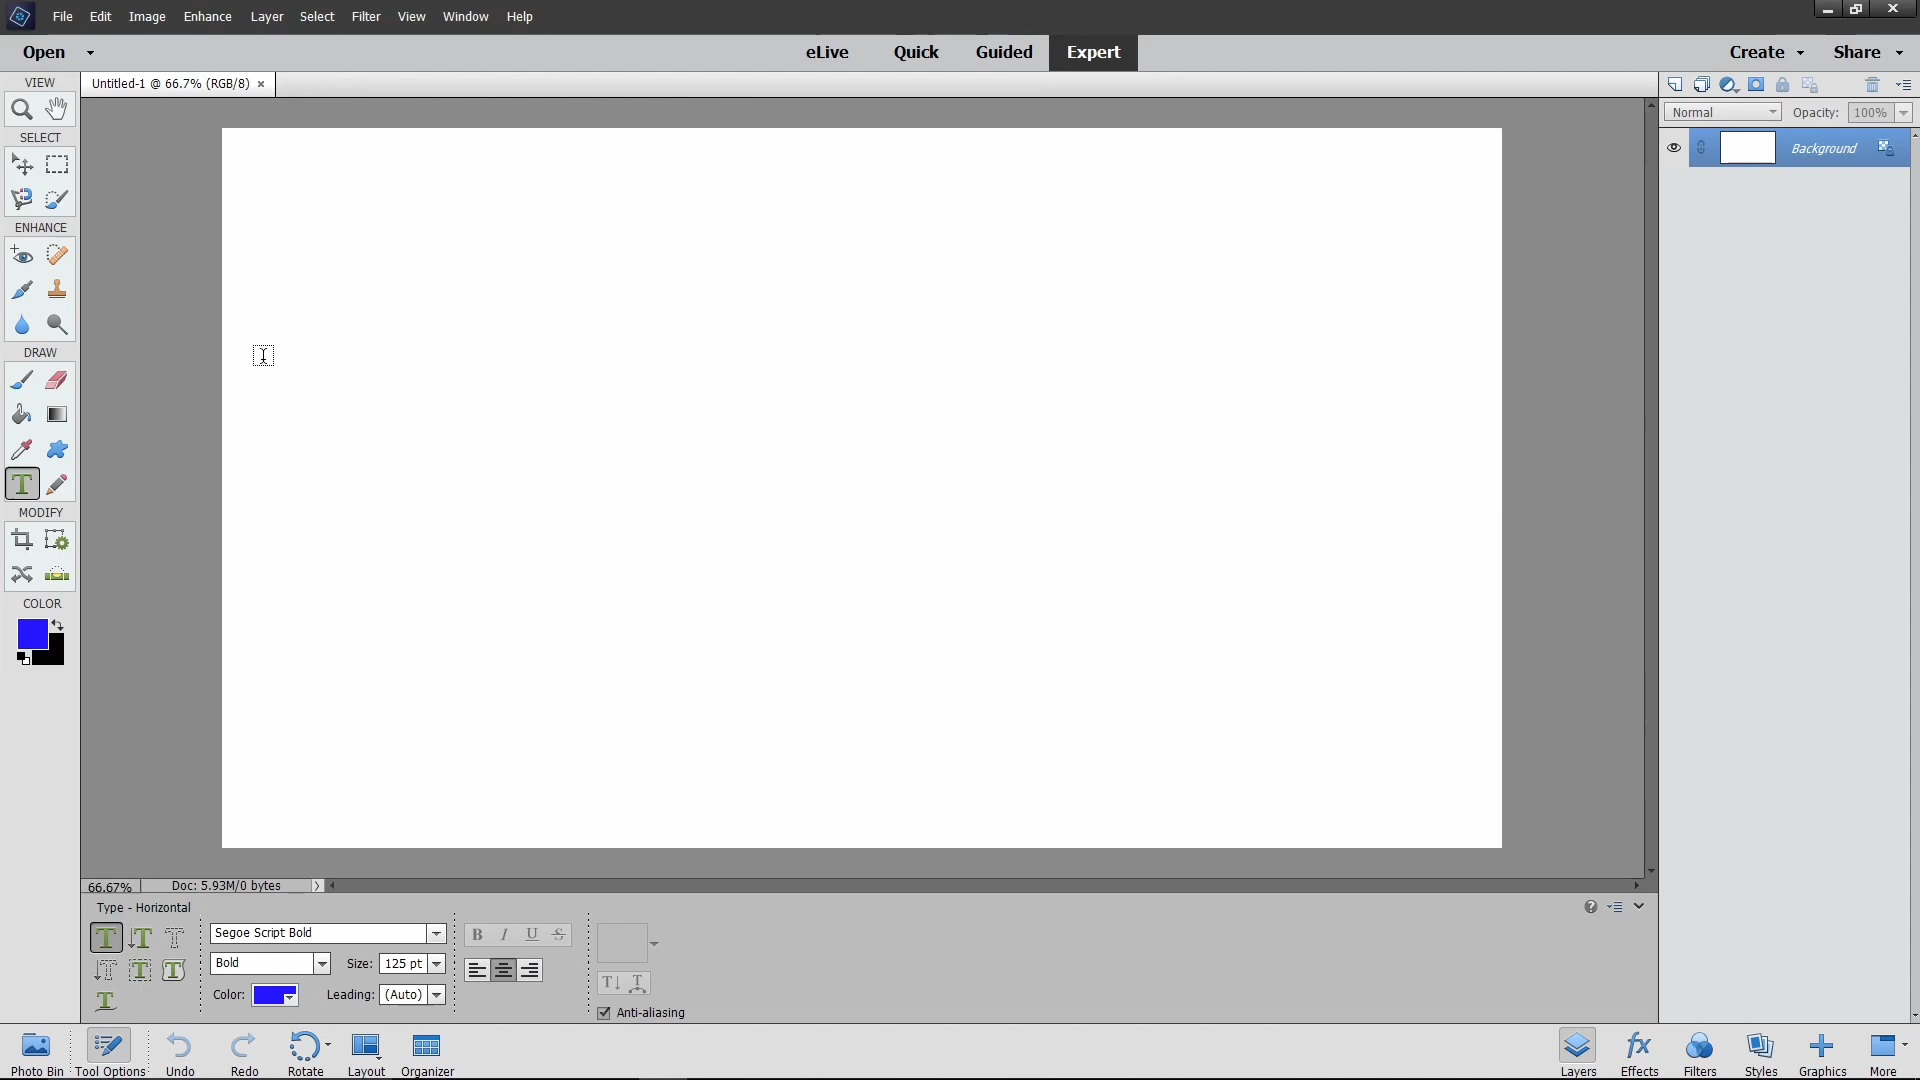 File Edit Image Enhance Layer Select Filter View Window Help
Open eLive Quick Guided Expert Create Share
VIEW
Untitled-1 @ 66.7% (RGB/8) ×
Normal Opacity: 100%
SELECT
Background
ENHANCE
DRAW
T
MODIFY
COLOR
66.67% Doc: 5.93M/0 bytes
Type - Horizontal
Segoe Script Bold
B I U S
Bold Size: 125 pt
Color: Leading: (Auto)
Anti-aliasing
Photo Bin Tool Options Undo Redo Rotate Layout Organizer Layers Effects Filters Styles Graphics More